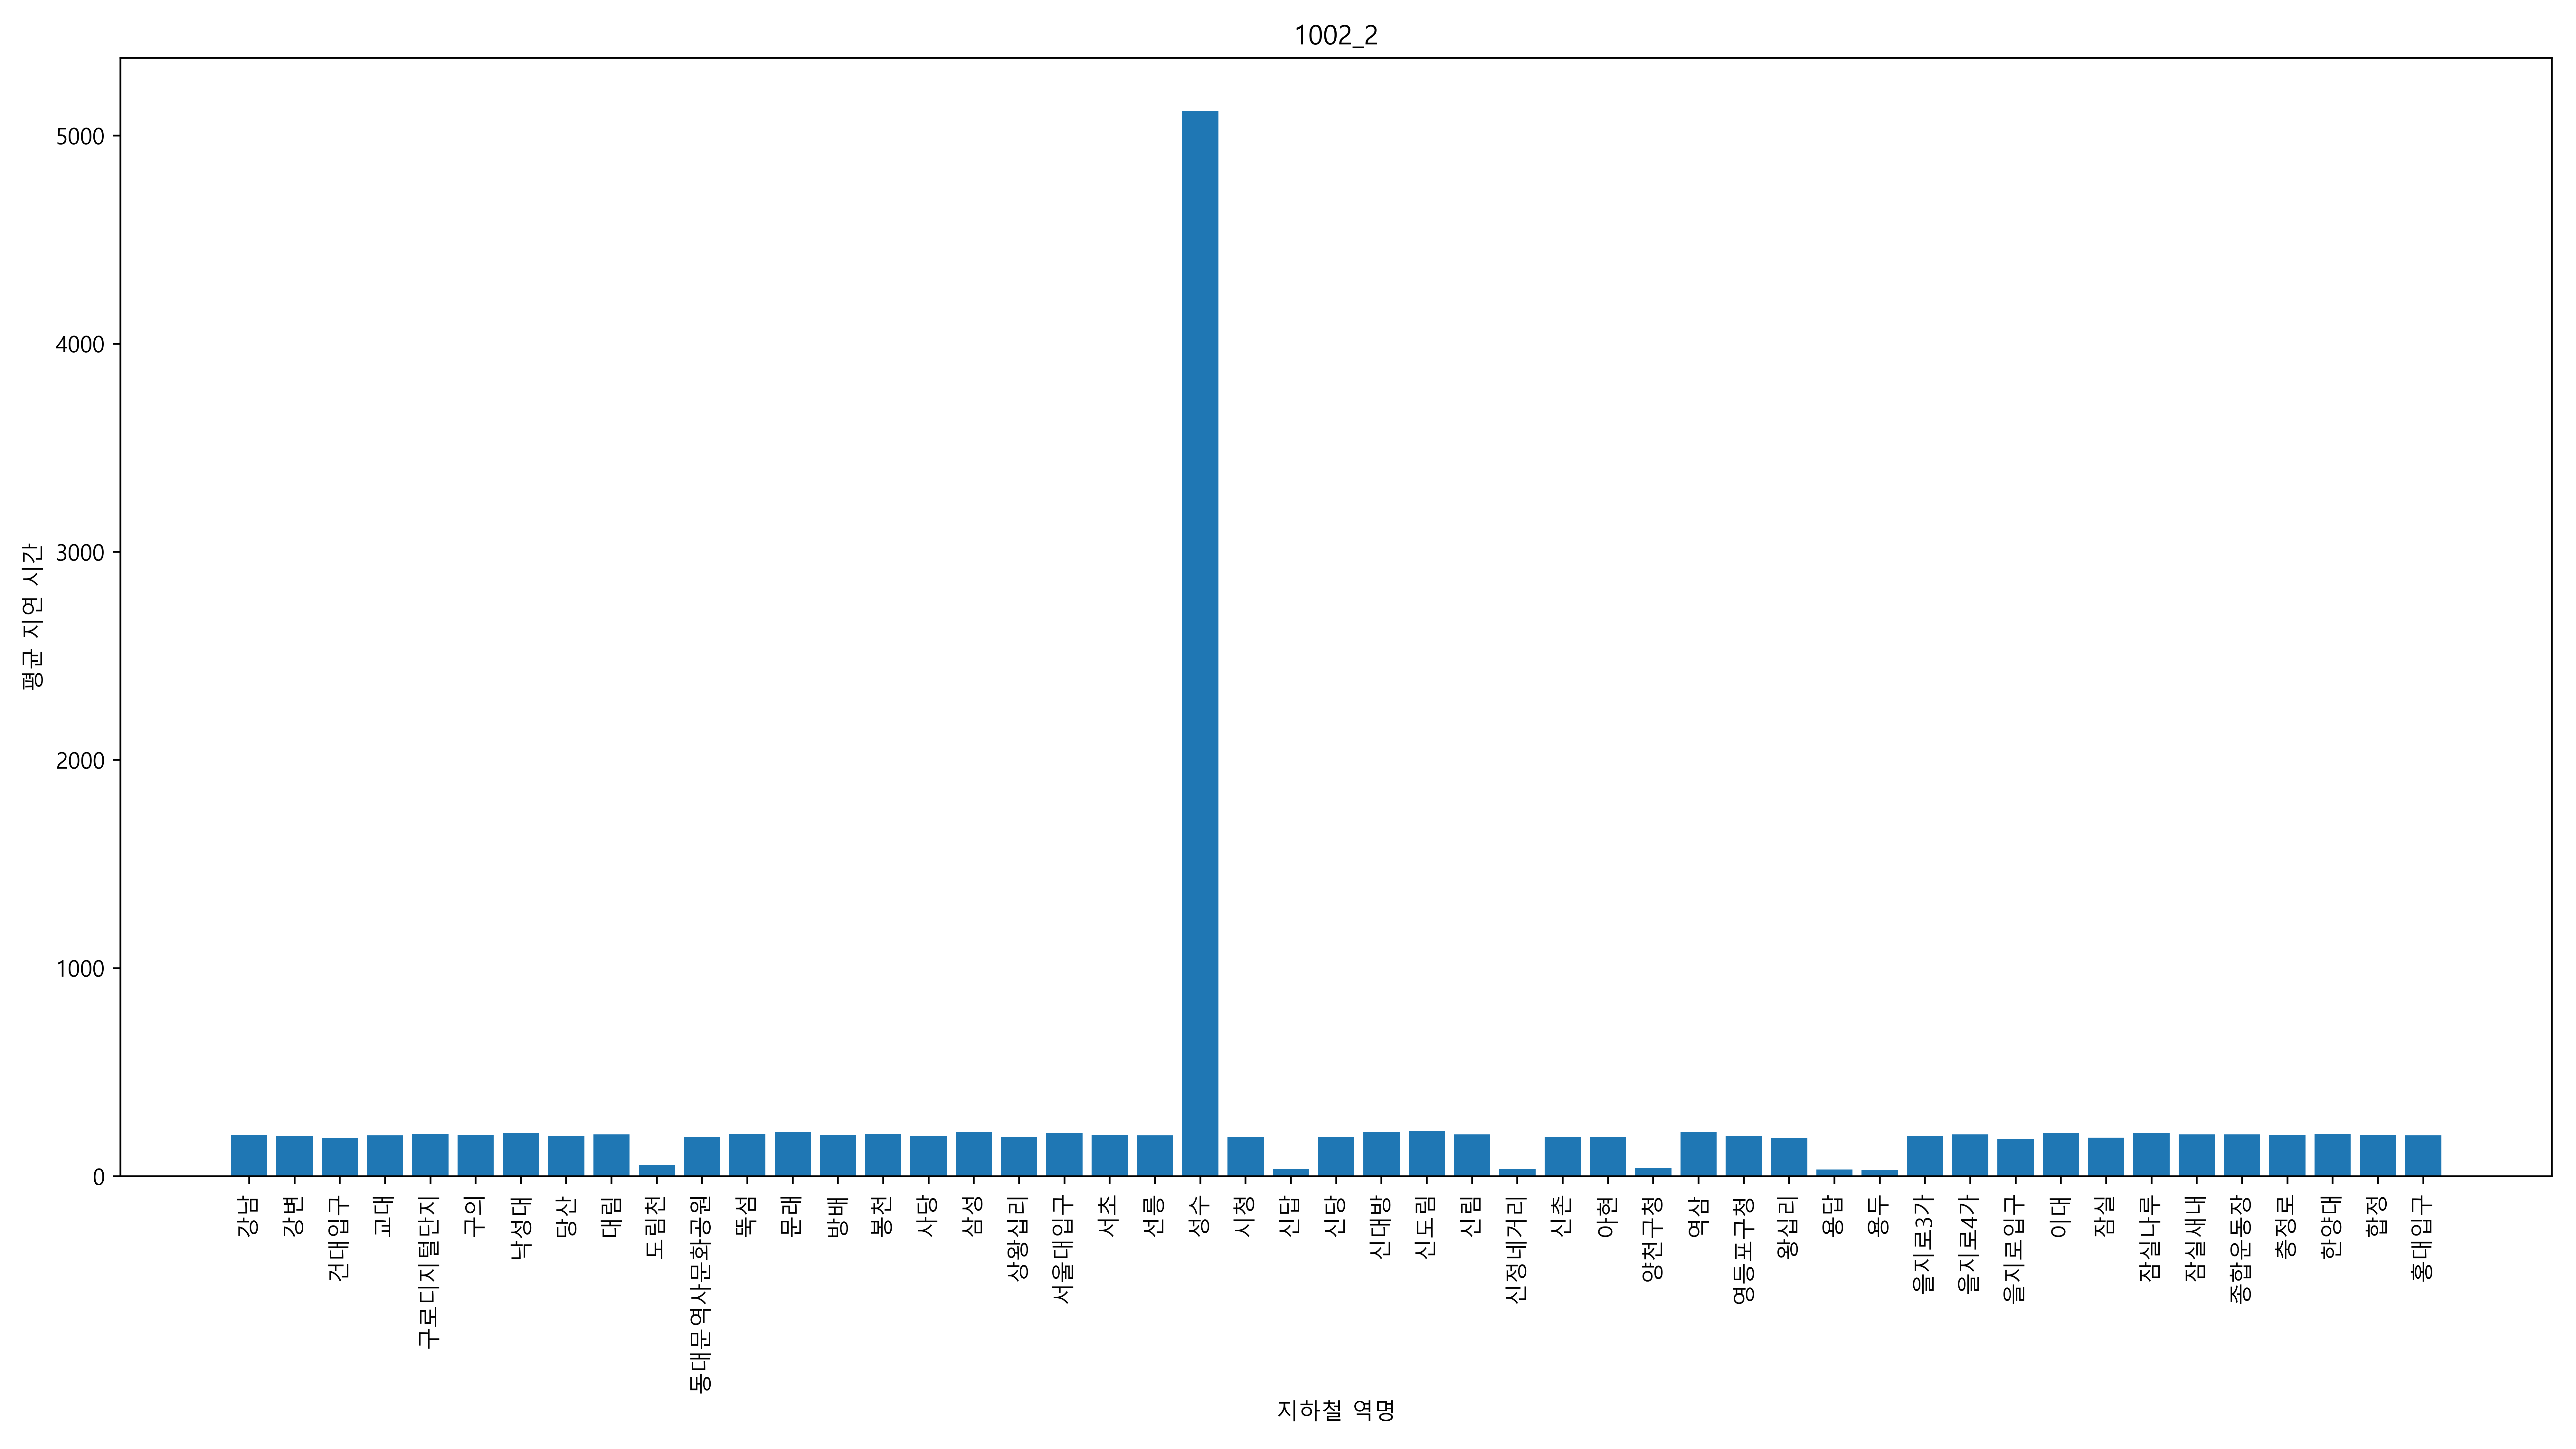 1002_2
평균 지연 시간
5000
4000
3000
2000
1000
0
강남
강변
건대입구
교대
구로디지털단지
구의
낙성대
당산
대림
도림천
동대문역사문화공원
뚝섬
문래
방배
봉천
사당
삼성
상왕십리
서울대입구
서초
선릉
성수
시청
신답
신당
신대방
신도림
신림
신정네거리
신촌
아현
양천구청
역삼
영등포구청
왕십리
용답
용두
을지로3가
을지로4가
을지로입구
이대
잠실
잠실나루
잠실새내
종합운동장
충정로
한양대
합정
홍대입구
지하철 역명